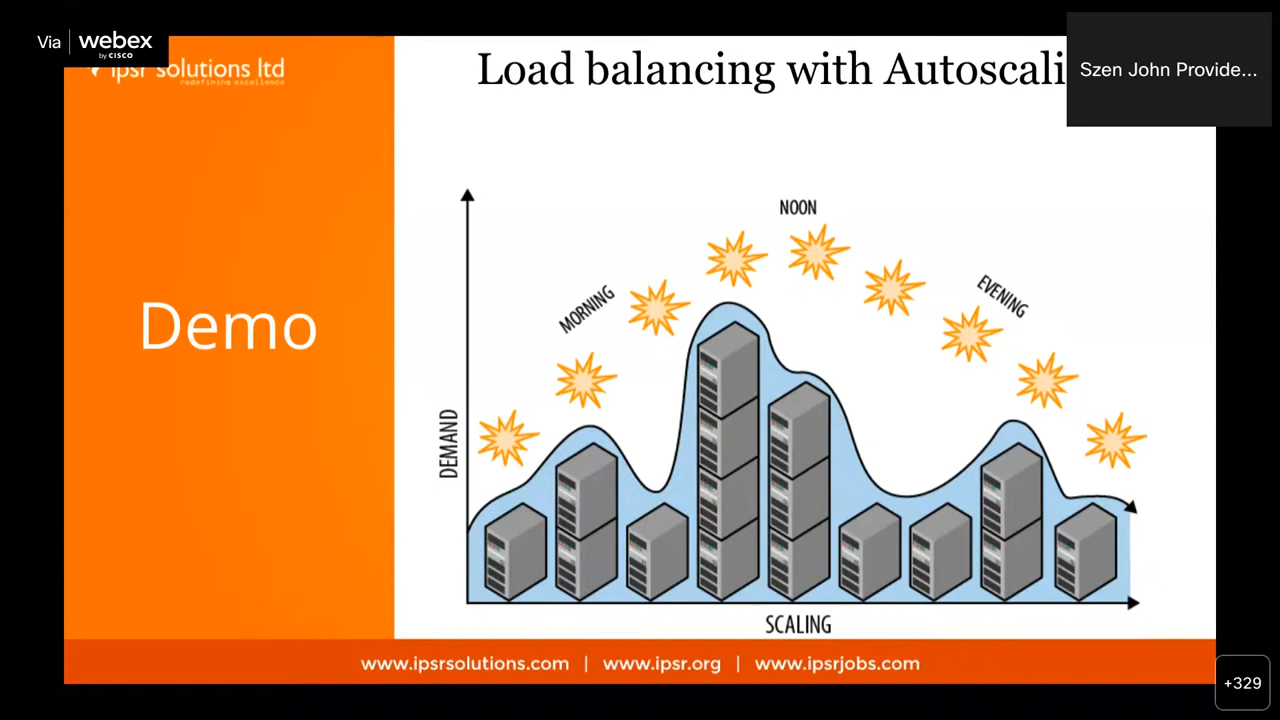 Via webex
by CISCO
ipsr solutions ltd
redefining excellence
Load balancing with Autoscali
Szen John Provide...
NOON
MORNING
EVENING
Demo
DEMAND
SCALING
www.ipsrsolutions.com | www.ipsr.org | www.ipsrjobs.com
+329